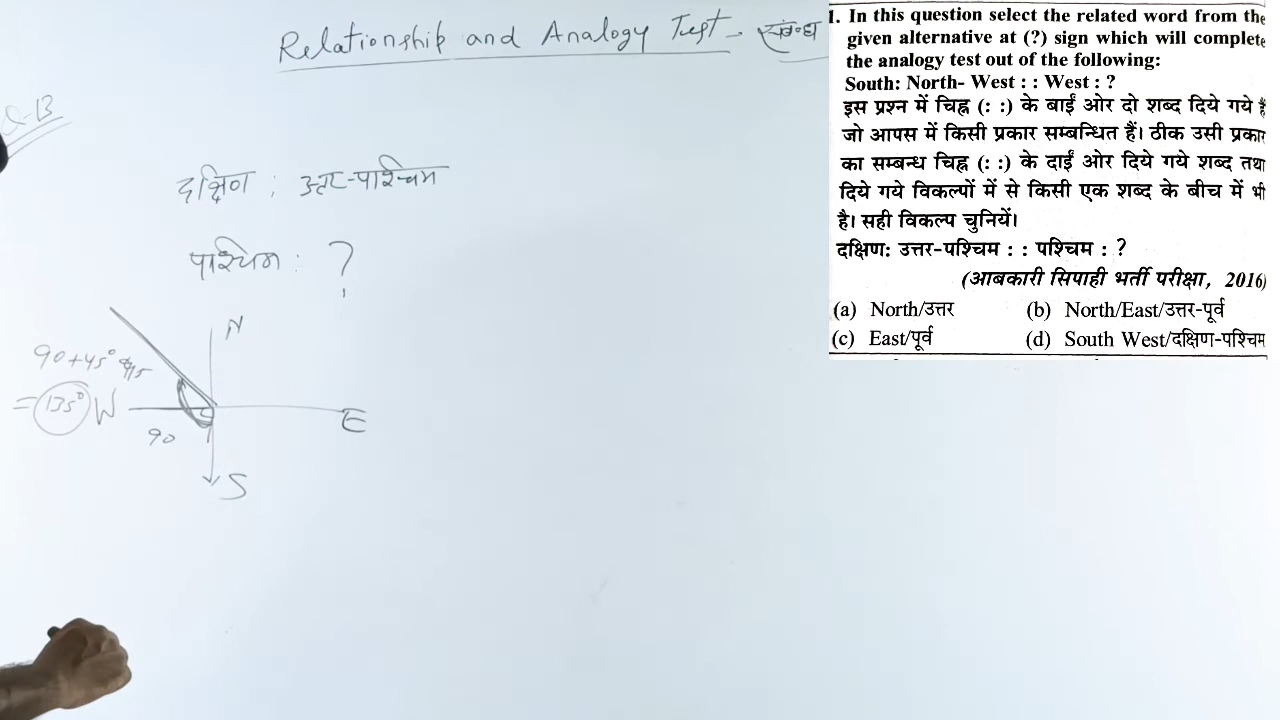 Relationship and Analogy Test - संबंध
दक्षिण : उत्तर-पश्चिम
पश्चिम : ?
N
90+45°
= 135° W
E
90
S
1. In this question select the related word from the
given alternative at (?) sign which will complete
the analogy test out of the following:
South: North- West : : West : ?
इस प्रश्न में चिह्न (: :) के बाईं ओर दो शब्द दिये गये हैं
जो आपस में किसी प्रकार सम्बन्धित हैं। ठीक उसी प्रकार
का सम्बन्ध चिह्न (: :) के दाईं ओर दिये गये शब्द तथा
दिये गये विकल्पों में से किसी एक शब्द के बीच में भी
है। सही विकल्प चुनियें।
दक्षिण: उत्तर-पश्चिम : : पश्चिम : ?
(आबकारी सिपाही भर्ती परीक्षा, 2016)
(a) North/उत्तर (b) North/East/उत्तर-पूर्व
(c) East/पूर्व (d) South West/दक्षिण-पश्चिम